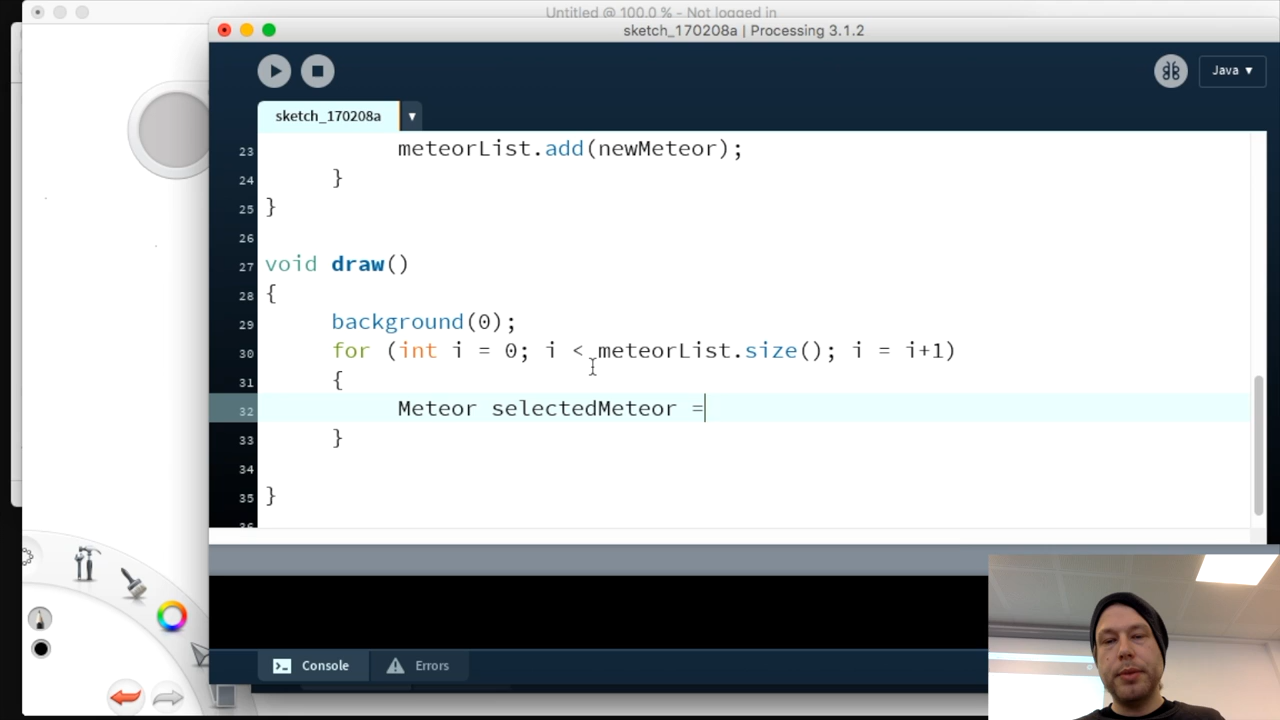 Untitled @ 100.0 % - Not logged in
sketch_170208a | Processing 3.1.2
Java ▾
sketch_170208a
23 meteorList.add(newMeteor);
24 }
25 }
26
27 void draw()
28 {
29 background(0);
30 for (int i = 0; i < meteorList.size(); i = i+1)
31 {
32 Meteor selectedMeteor =
33 }
34
35 }
36
Console Errors